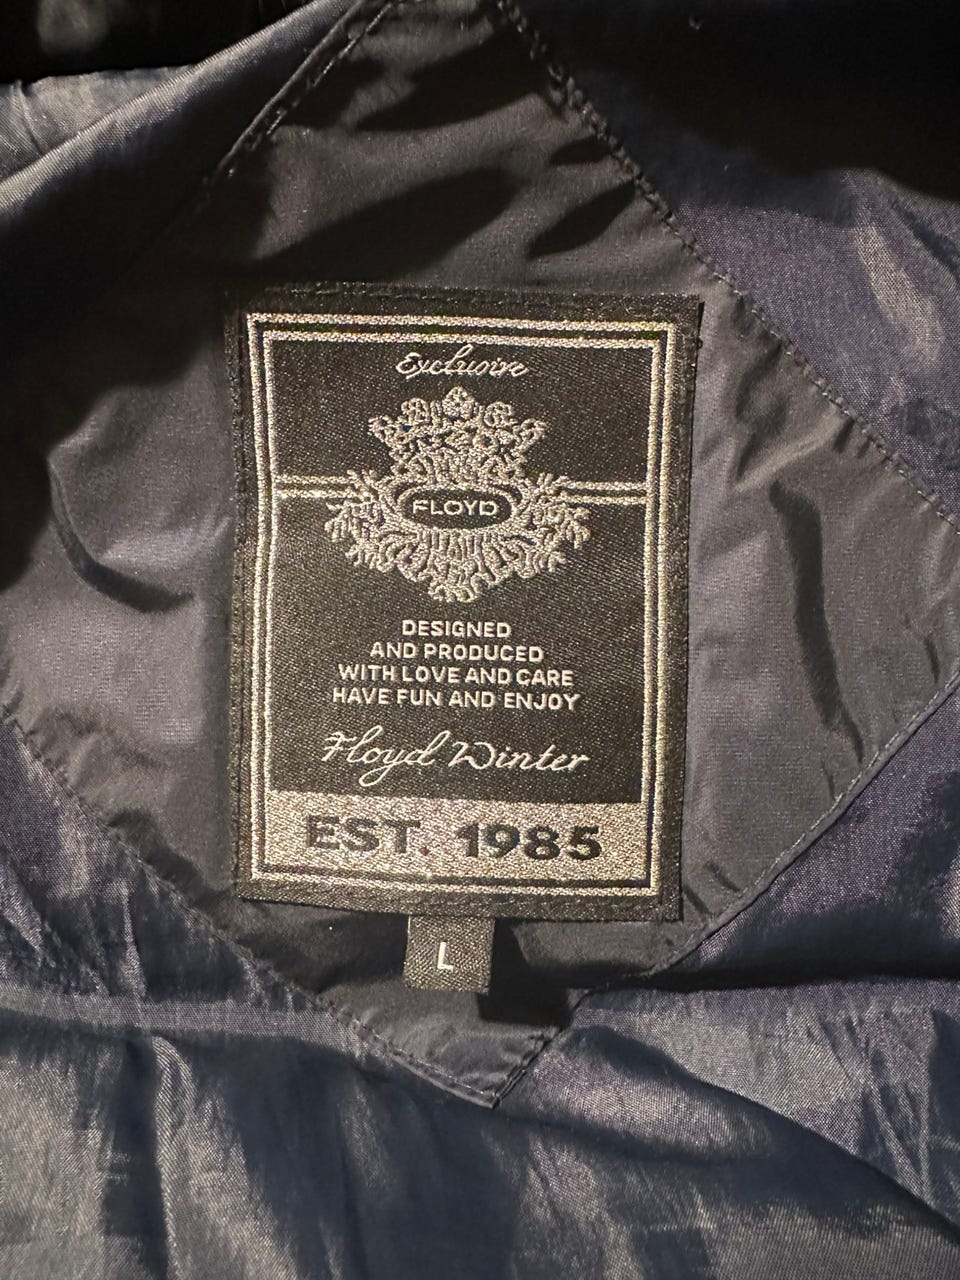 Exclusive
FLOYD
DESIGNED
AND PRODUCED
WITH LOVE AND CARE
HAVE FUN AND ENJOY
Floyd Winter
EST. 1985
L